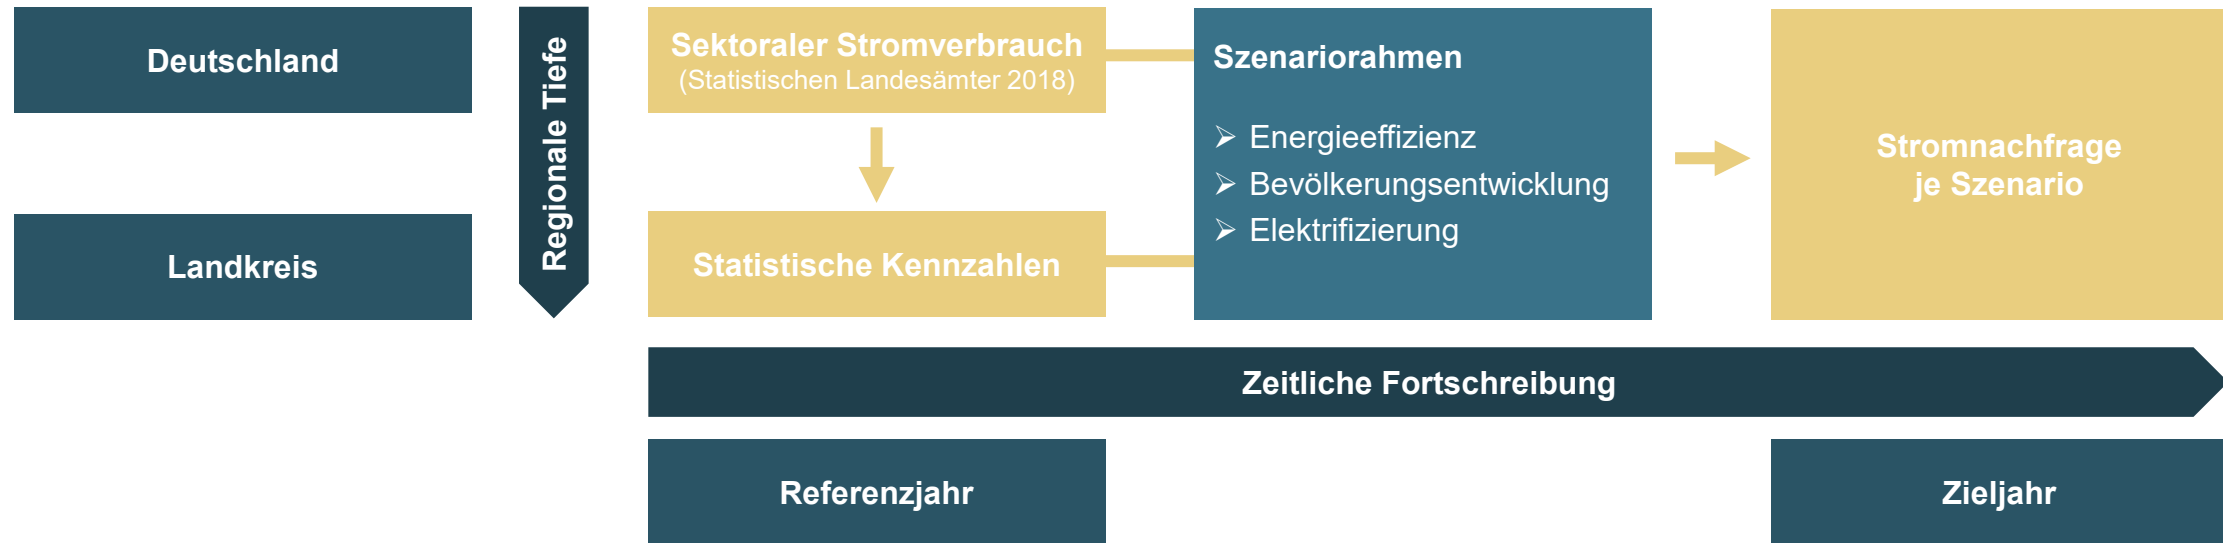 Deutschland
Landkreis
Regionale Tiefe
Sektoraler Stromverbrauch
(Statistischen Landesämter 2018)
Statistische Kennzahlen
Szenariorahmen
➢ Energieeffizienz
➢ Bevölkerungsentwicklung
➢ Elektrifizierung
Stromnachfrage
je Szenario
Zeitliche Fortschreibung
Referenzjahr
Zieljahr